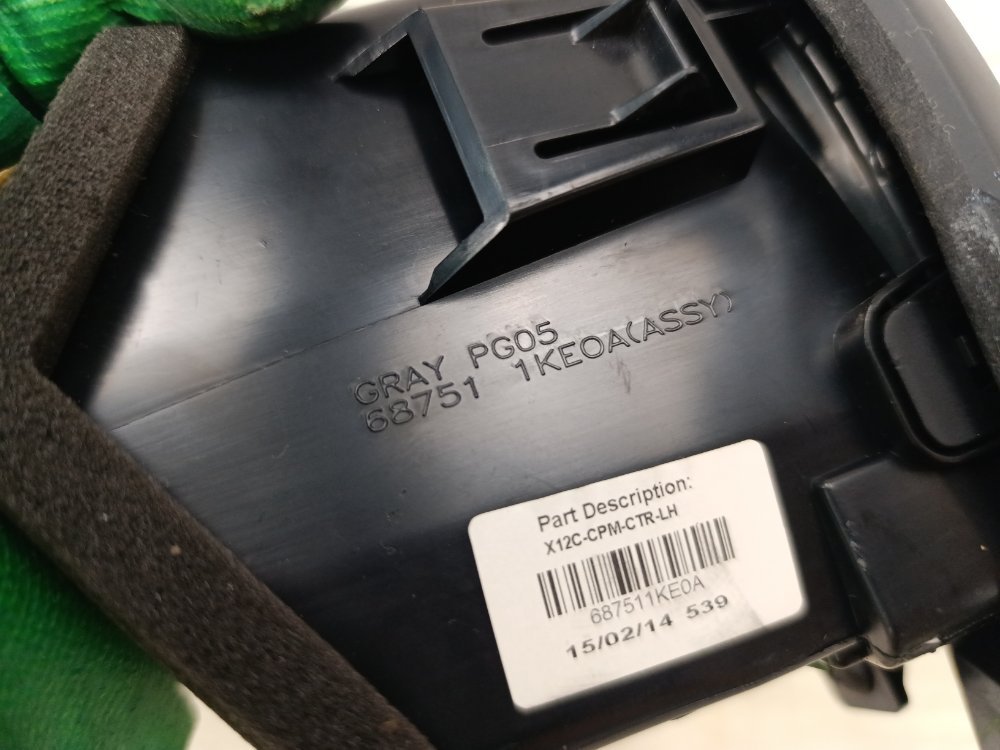 GRAY PG05
68751 1KE0A(ASSY)
Part Description:
X12C-CPM-CTR-LH
687511KE0A
15/02/14 539